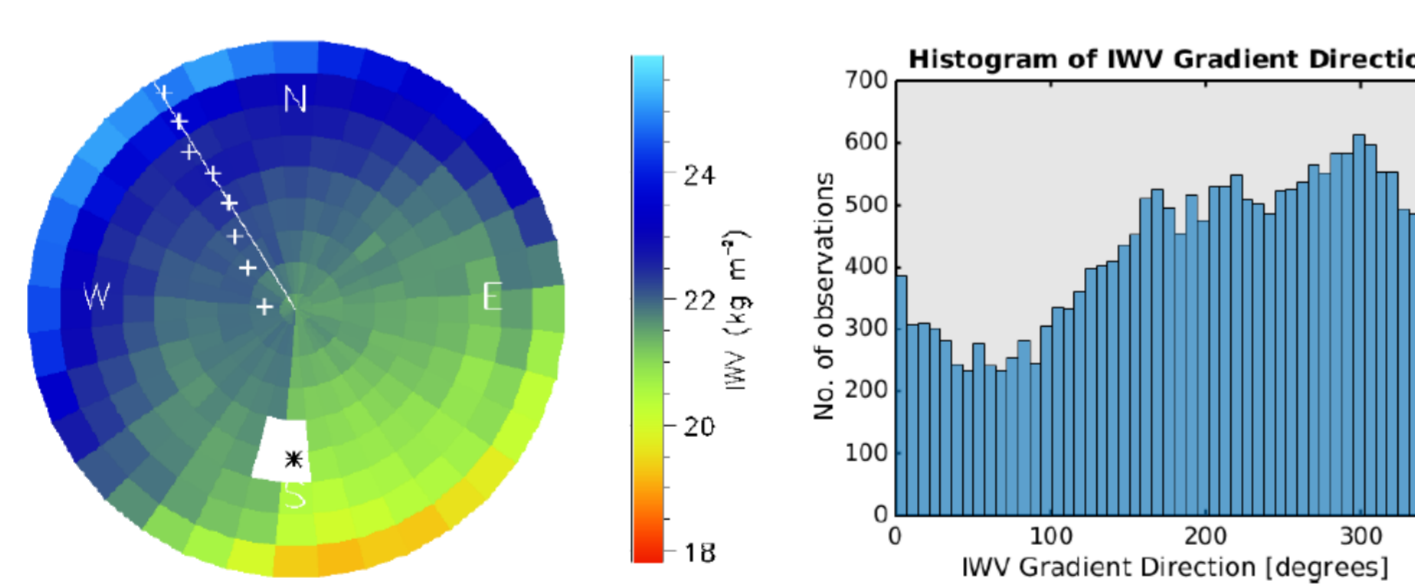 N
W
E
S
24
22
20
18
IWV (kg m⁻²)
Histogram of IWV Gradient Directio
700
600
500
400
300
200
100
0
No. of observations
0 100 200 300
IWV Gradient Direction [degrees]